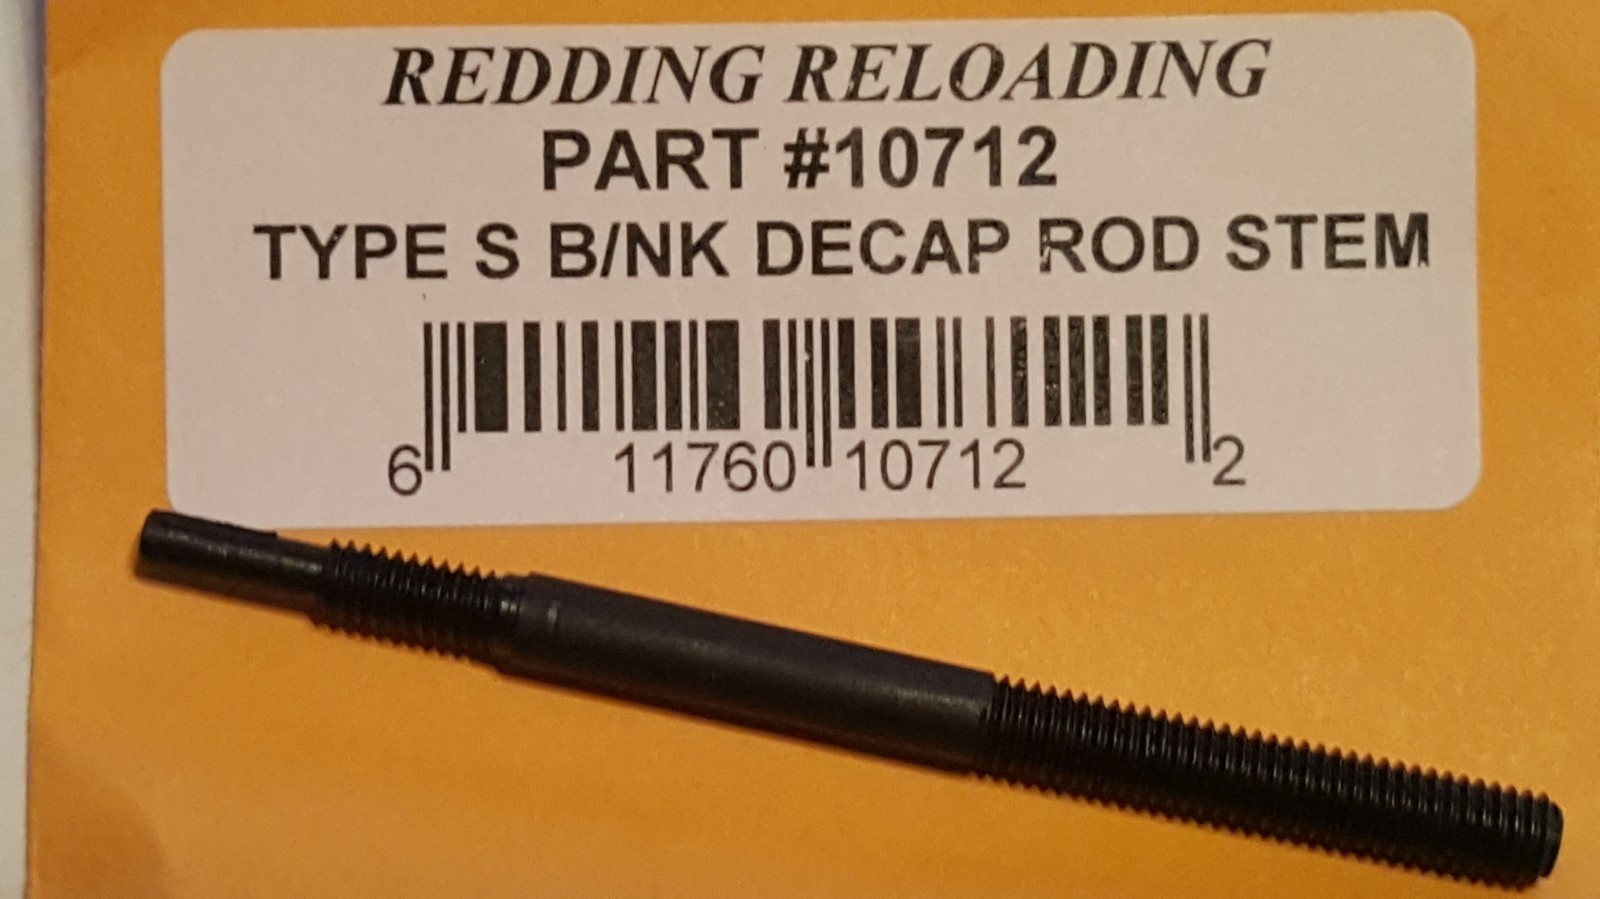 REDDING RELOADING
PART #10712
TYPE S B/NK DECAP ROD STEM
6 11760 10712 2